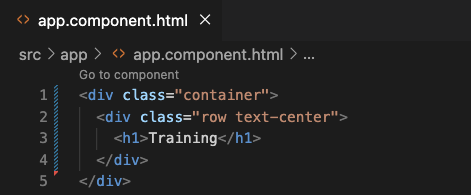 <> app.component.html ×
src > app > <> app.component.html > ...
Go to component
1 <div class="container">
2   <div class="row text-center">
3     <h1>Training</h1>
4   </div>
5 </div>